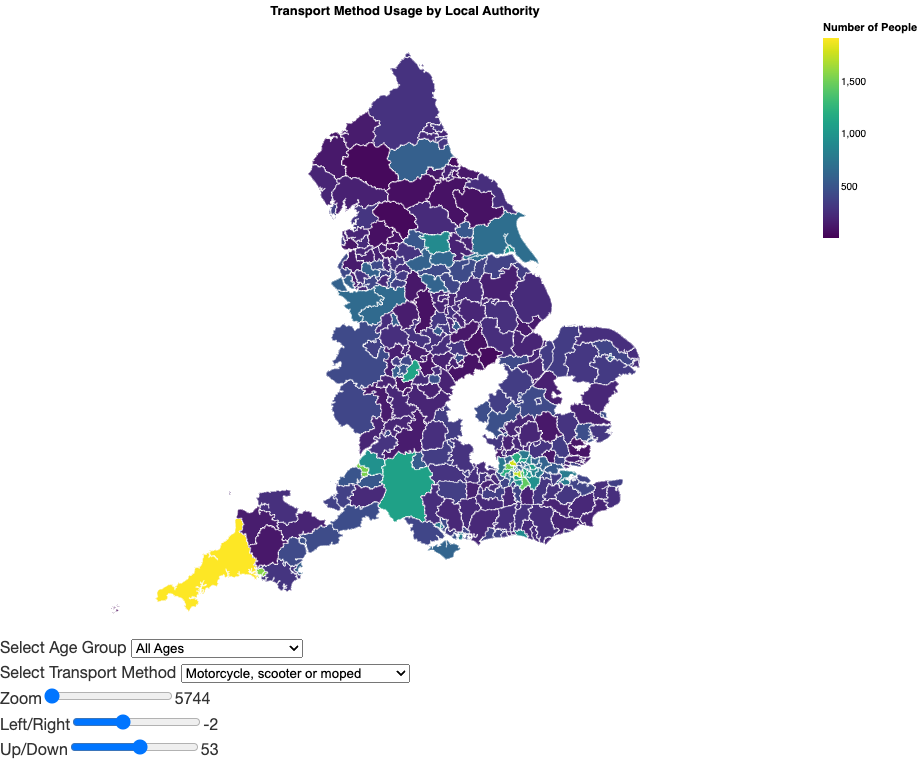 Transport Method Usage by Local Authority
Number of People
1,500
1,000
500
Select Age Group All Ages
Select Transport Method Motorcycle, scooter or moped
Zoom 5744
Left/Right -2
Up/Down 53